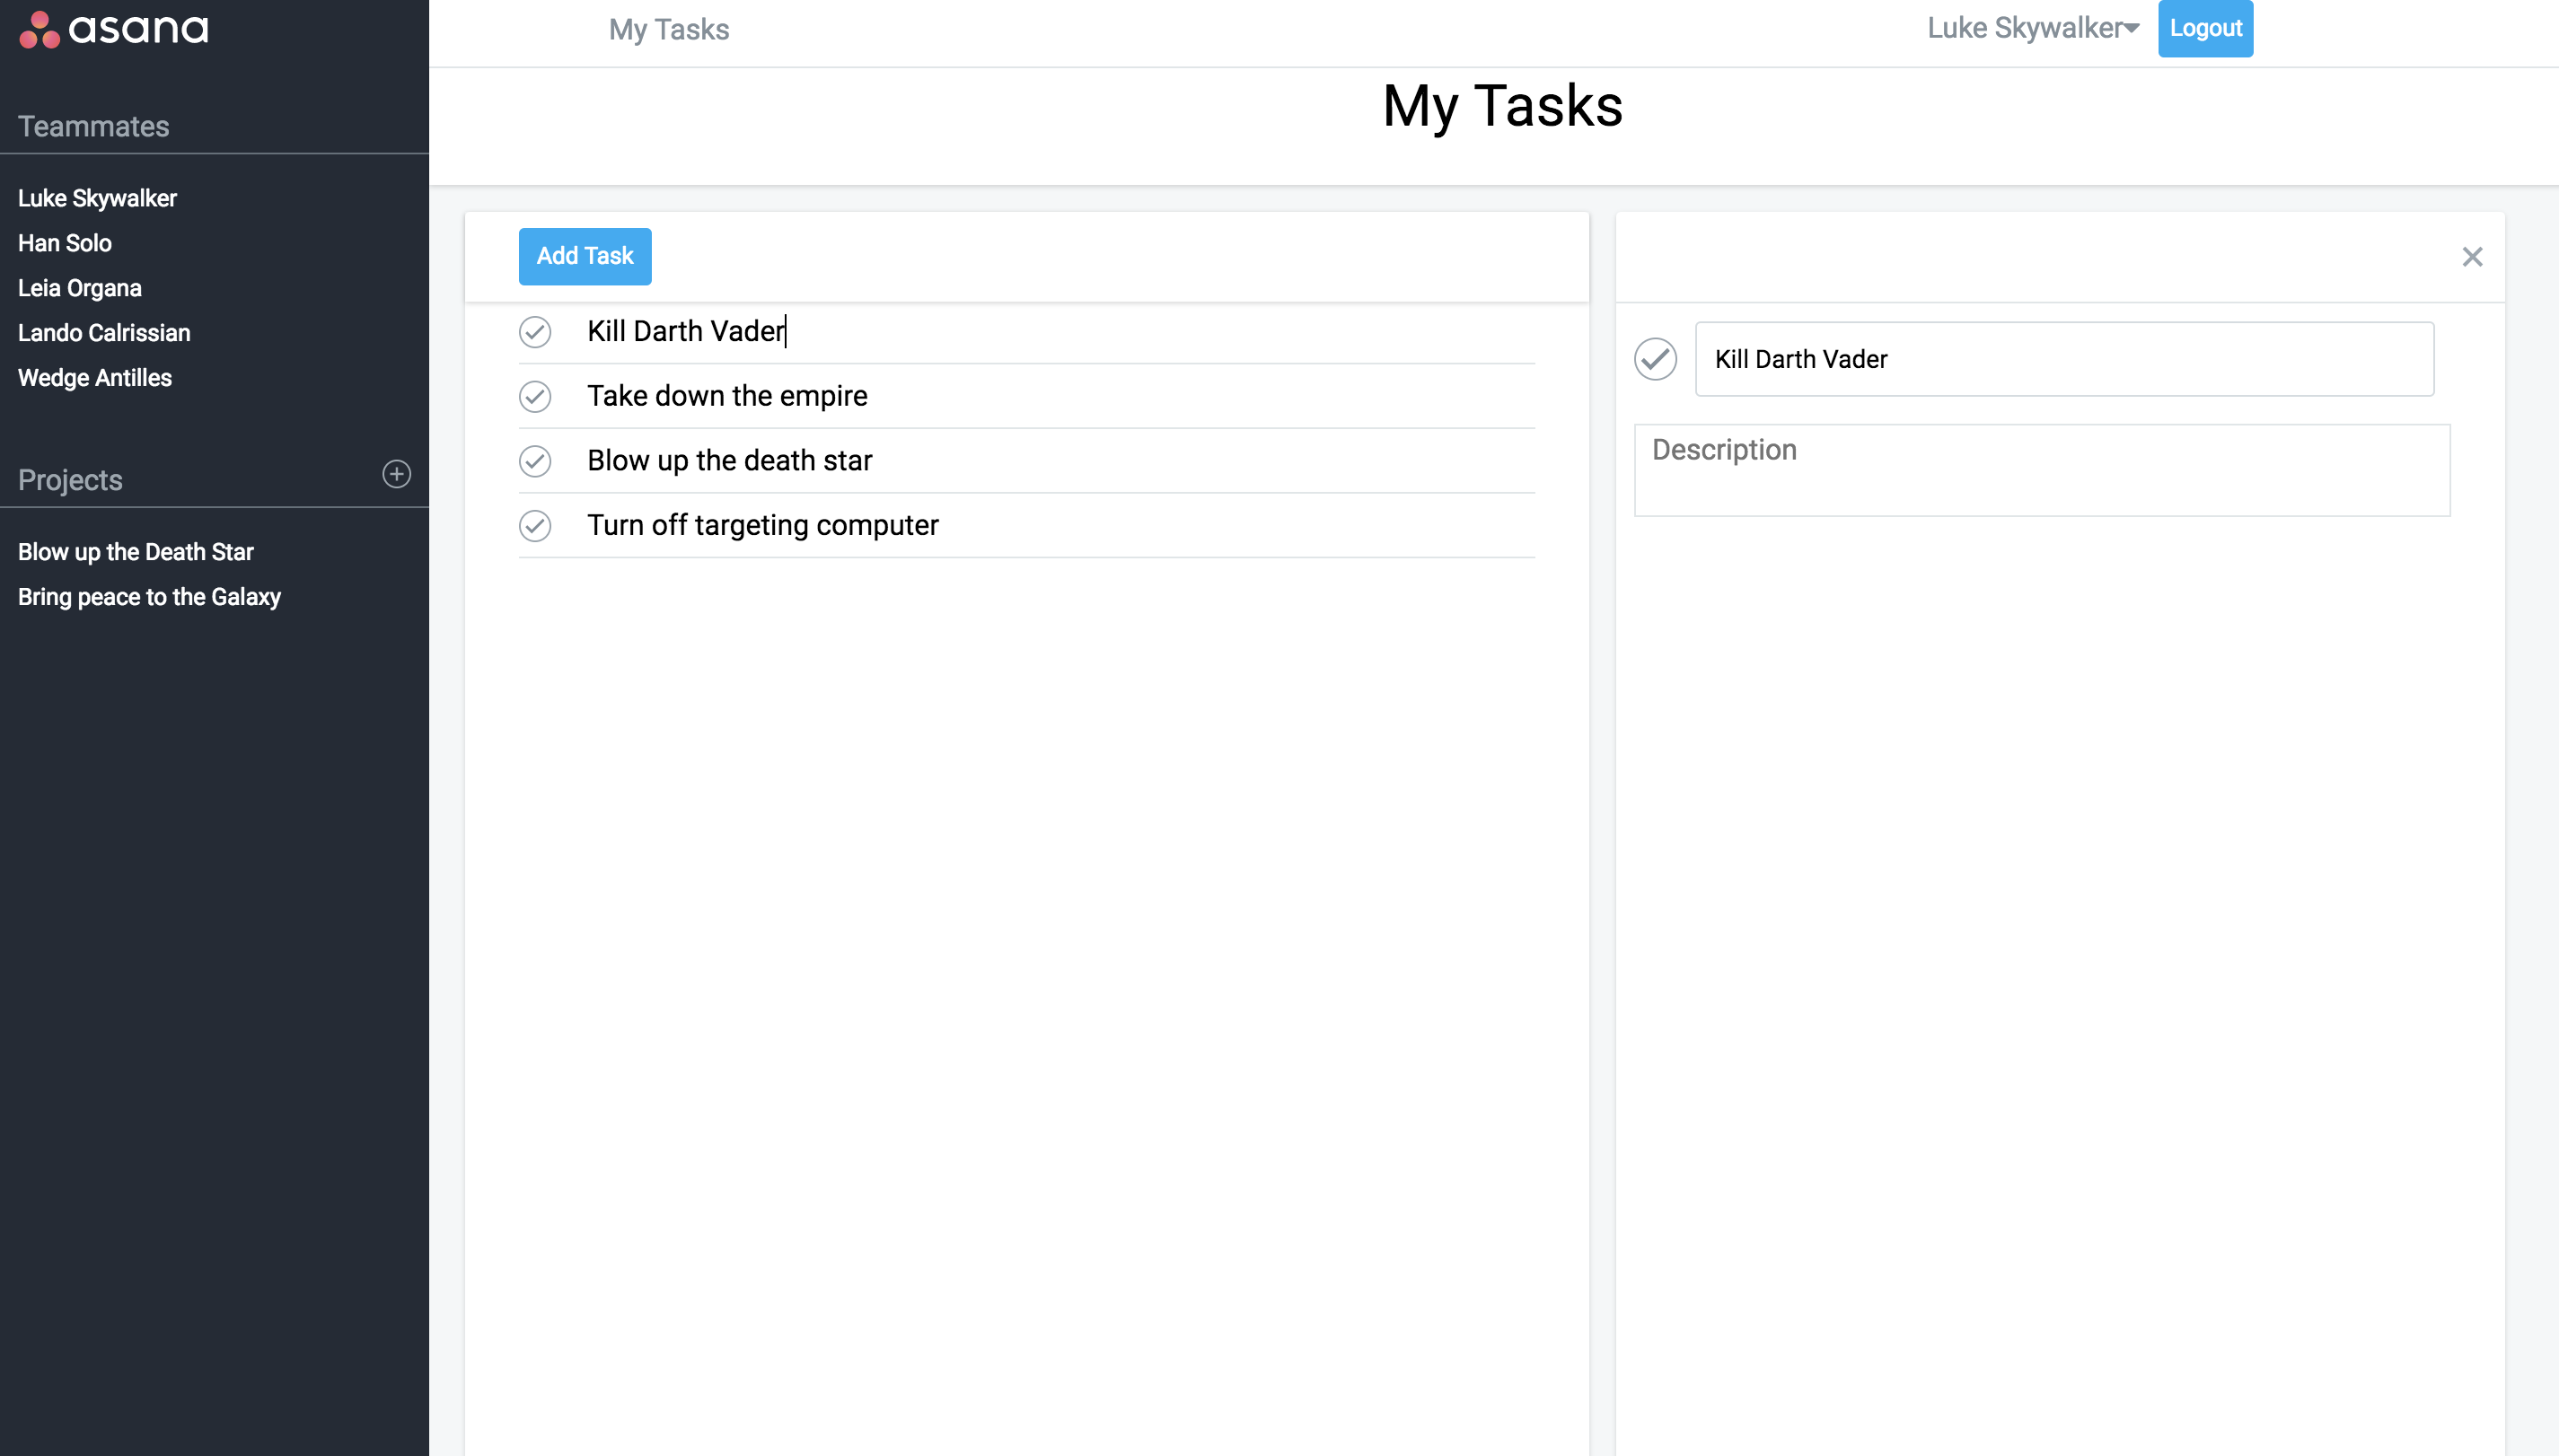 asana
My Tasks
Luke Skywalker
Logout
My Tasks
Teammates
Luke Skywalker
Han Solo
Leia Organa
Lando Calrissian
Wedge Antilles
Projects
Blow up the Death Star
Bring peace to the Galaxy
Add Task
Kill Darth Vader
Take down the empire
Blow up the death star
Turn off targeting computer
Kill Darth Vader
Description